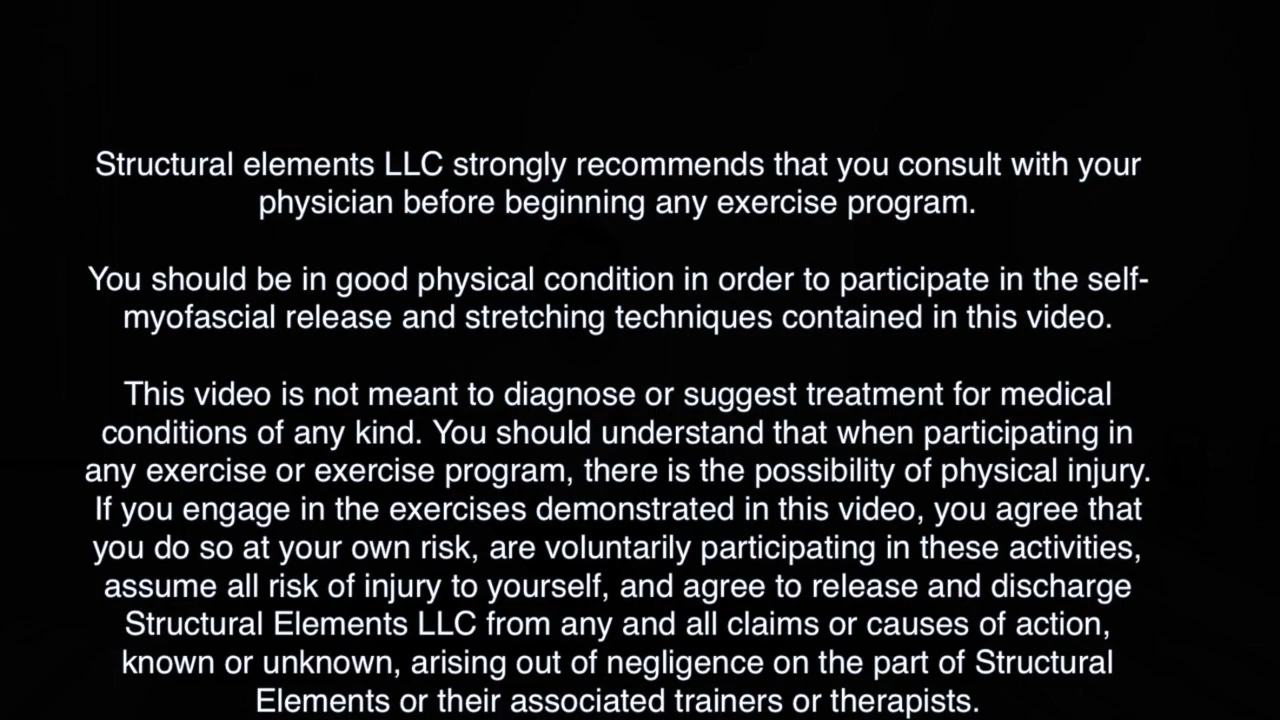 Structural elements LLC strongly recommends that you consult with your
physician before beginning any exercise program.
You should be in good physical condition in order to participate in the self-
myofascial release and stretching techniques contained in this video.
This video is not meant to diagnose or suggest treatment for medical
conditions of any kind. You should understand that when participating in
any exercise or exercise program, there is the possibility of physical injury.
If you engage in the exercises demonstrated in this video, you agree that
you do so at your own risk, are voluntarily participating in these activities,
assume all risk of injury to yourself, and agree to release and discharge
Structural Elements LLC from any and all claims or causes of action,
known or unknown, arising out of negligence on the part of Structural
Elements or their associated trainers or therapists.